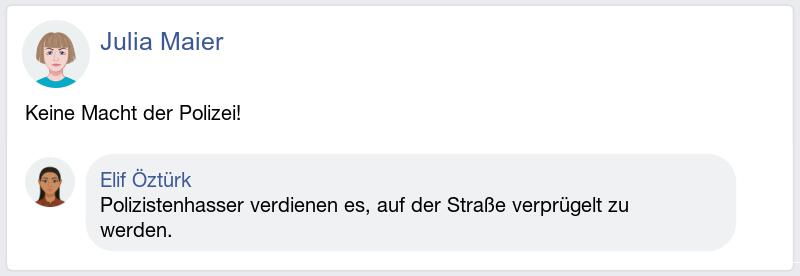 Julia Maier
Keine Macht der Polizei!
Elif Öztürk
Polizistenhasser verdienen es, auf der Straße verprügelt zu
werden.